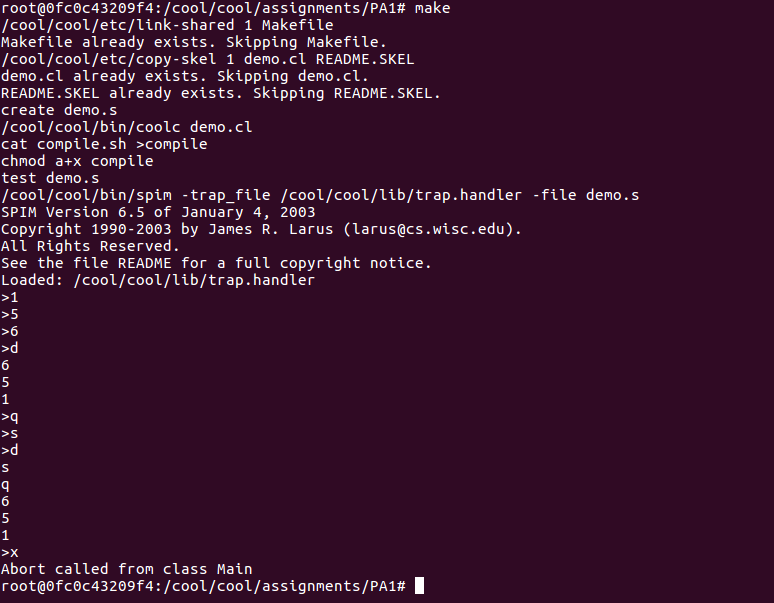 root@0fc0c43209f4:/cool/cool/assignments/PA1# make
/cool/cool/etc/link-shared 1 Makefile
Makefile already exists. Skipping Makefile.
/cool/cool/etc/copy-skel 1 demo.cl README.SKEL
demo.cl already exists. Skipping demo.cl.
README.SKEL already exists. Skipping README.SKEL.
create demo.s
/cool/cool/bin/coolc demo.cl
cat compile.sh >compile
chmod a+x compile
test demo.s
/cool/cool/bin/spim -trap_file /cool/cool/lib/trap.handler -file demo.s
SPIM Version 6.5 of January 4, 2003
Copyright 1990-2003 by James R. Larus (larus@cs.wisc.edu).
All Rights Reserved.
See the file README for a full copyright notice.
Loaded: /cool/cool/lib/trap.handler
>1
>5
>6
>d
6
5
1
>q
>s
>d
s
q
6
5
1
>x
Abort called from class Main
root@0fc0c43209f4:/cool/cool/assignments/PA1#